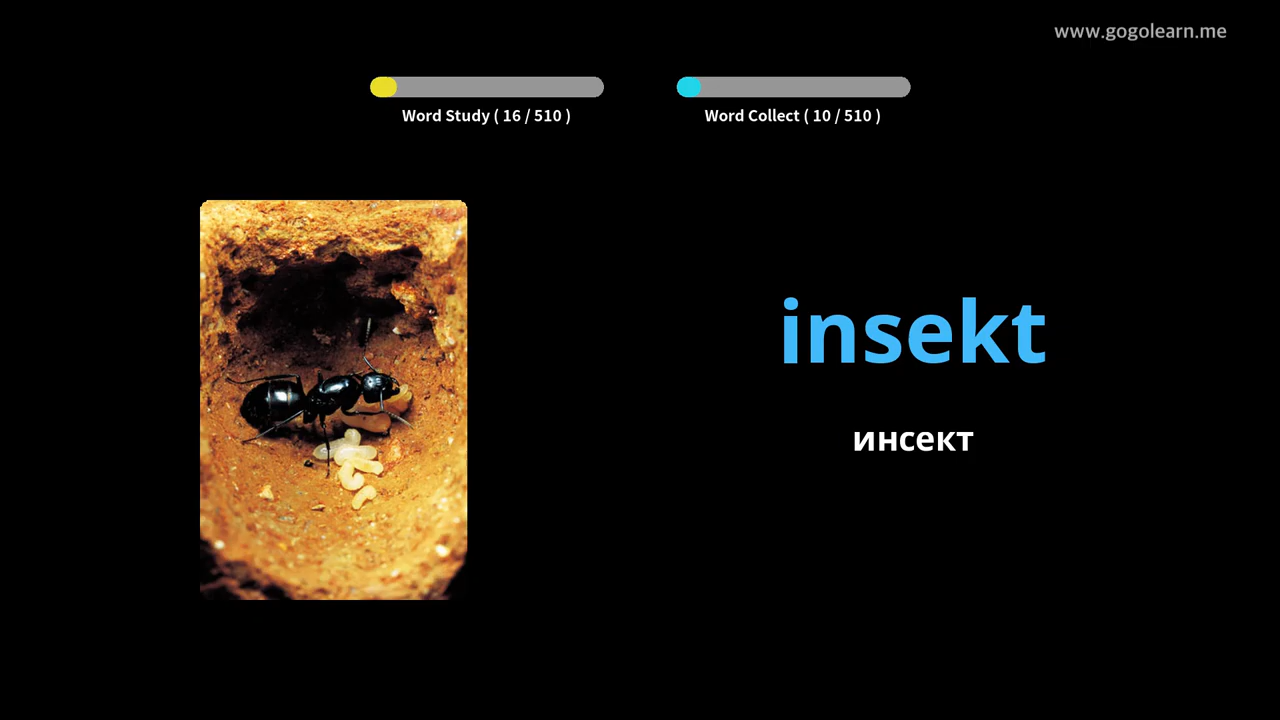 www.gogolearn.me
Word Study ( 16 / 510 )
Word Collect ( 10 / 510 )
insekt
инсект